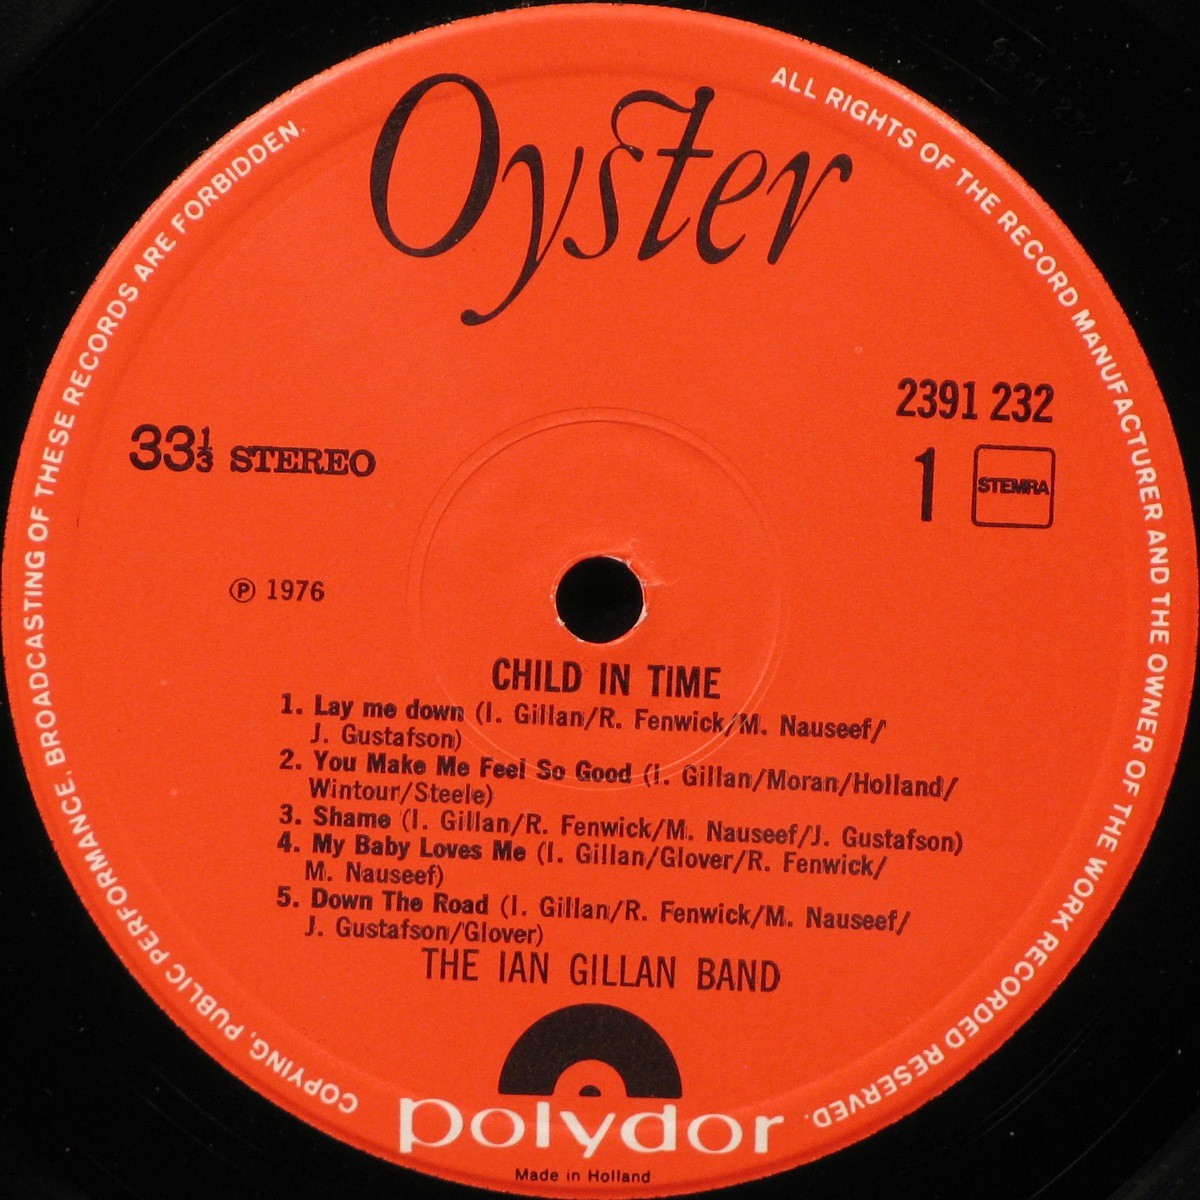 Oyster
ALL RIGHTS OF THE RECORD MANUFACTURER AND THE OWNER OF THE WORK RECORDED RESERVED.
COPYING, PUBLIC PERFORMANCE, BROADCASTING OF THESE RECORDS ARE FORBIDDEN.
2391 232
33⅓ STEREO
1 STEMRA
℗ 1976
CHILD IN TIME
1. Lay me down (I. Gillan/R. Fenwick/M. Nauseef/
J. Gustafson)
2. You Make Me Feel So Good (I. Gillan/Moran/Holland/
Wintour/Steele)
3. Shame (I. Gillan/R. Fenwick/M. Nauseef/J. Gustafson)
4. My Baby Loves Me (I. Gillan/Glover/R. Fenwick/
M. Nauseef)
5. Down The Road (I. Gillan/R. Fenwick/M. Nauseef/
J. Gustafson/Glover)
THE IAN GILLAN BAND
polydor
Made in Holland